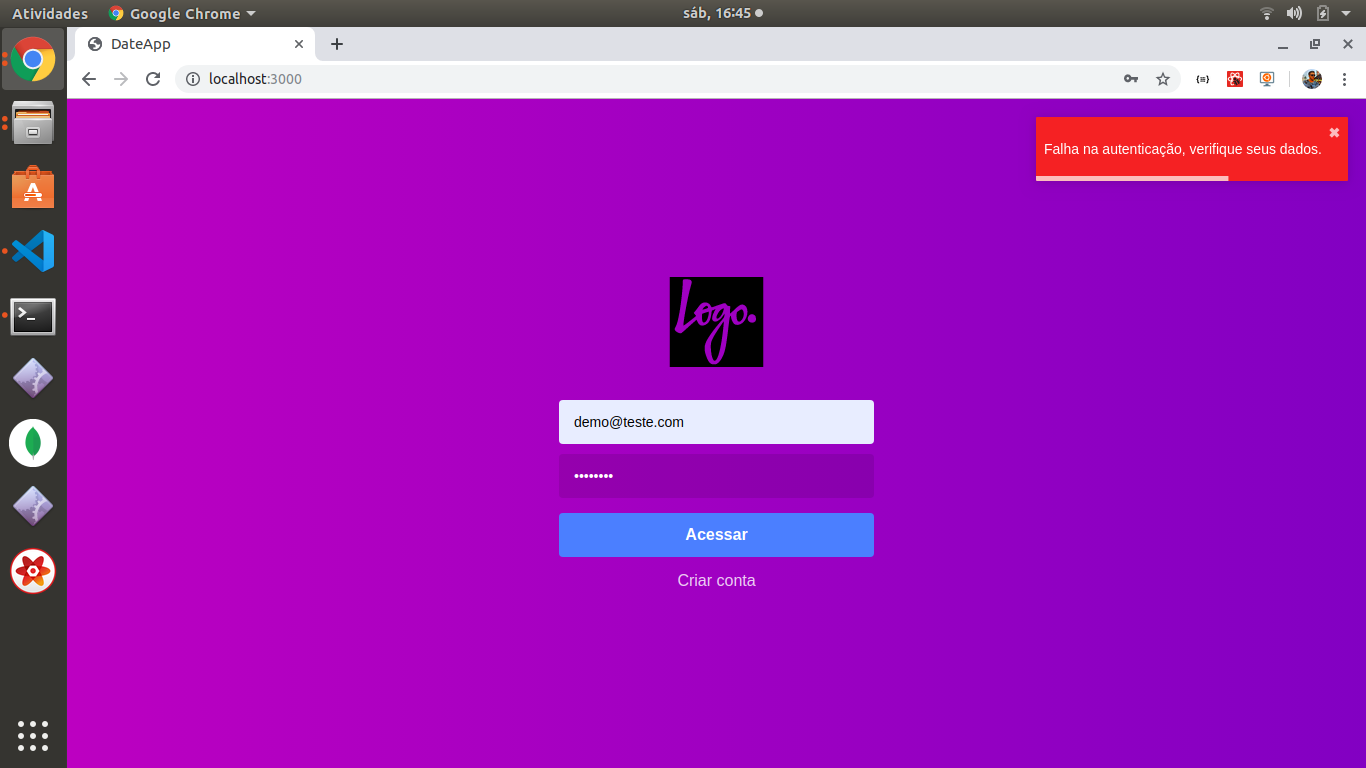 Atividades
Google Chrome
sáb, 16:45
DateApp
localhost:3000
{≡}
Falha na autenticação, verifique seus dados.
Logo.
demo@teste.com
••••••••
Acessar
Criar conta